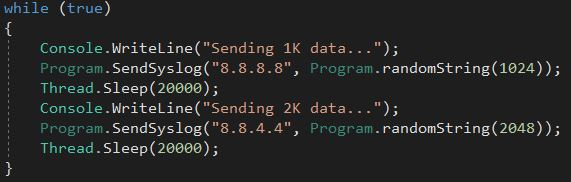 while (true)
{
Console.WriteLine("Sending 1K data...");
Program.SendSyslog("8.8.8.8", Program.randomString(1024));
Thread.Sleep(20000);
Console.WriteLine("Sending 2K data...");
Program.SendSyslog("8.8.4.4", Program.randomString(2048));
Thread.Sleep(20000);
}